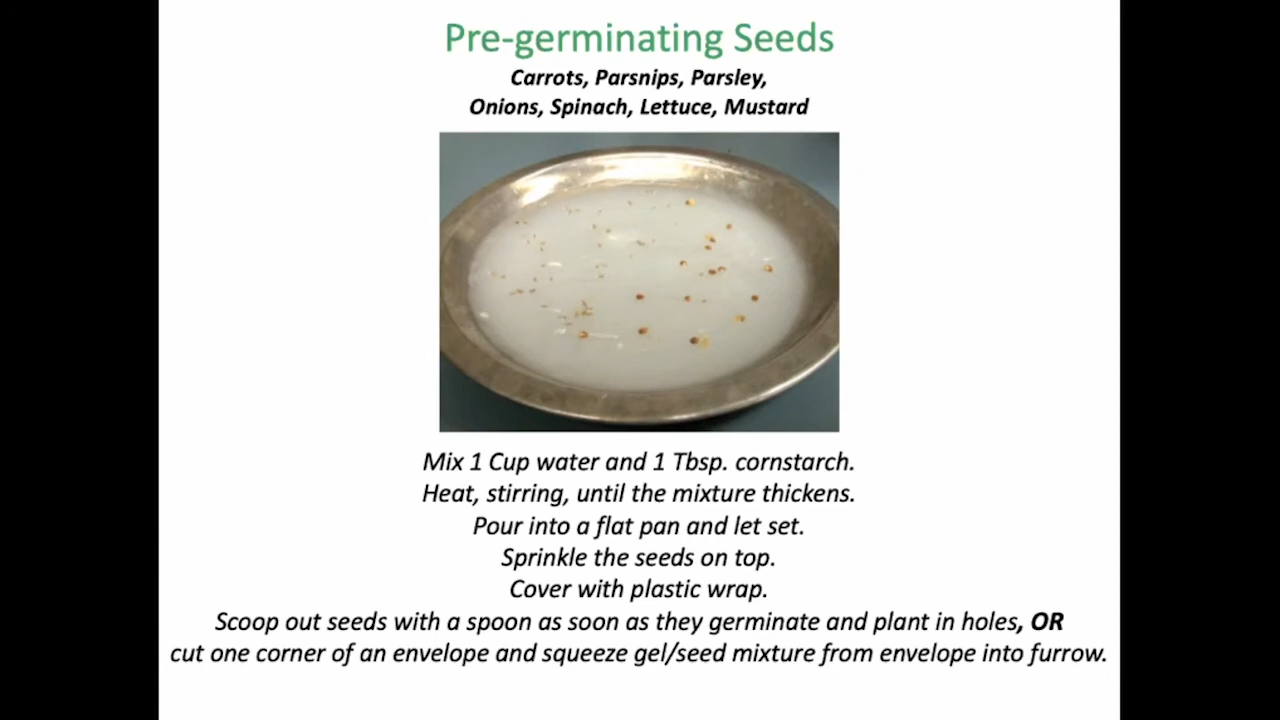 Pre-germinating Seeds
Carrots, Parsnips, Parsley,
Onions, Spinach, Lettuce, Mustard
Mix 1 Cup water and 1 Tbsp. cornstarch.
Heat, stirring, until the mixture thickens.
Pour into a flat pan and let set.
Sprinkle the seeds on top.
Cover with plastic wrap.
Scoop out seeds with a spoon as soon as they germinate and plant in holes, OR
cut one corner of an envelope and squeeze gel/seed mixture from envelope into furrow.